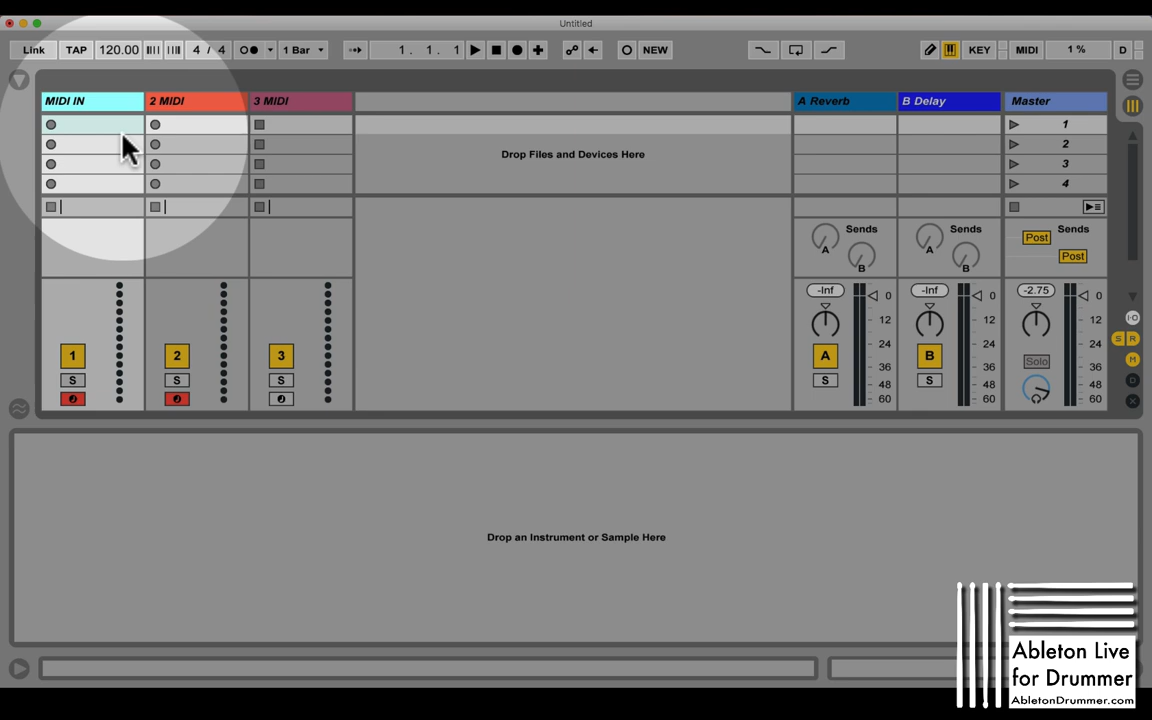 Untitled
Link TAP 120.00 4 / 4 1 Bar 1. 1. 1 NEW KEY MIDI 1 % D
MIDI IN 2 MIDI 3 MIDI A Reverb B Delay Master
1
Drop Files and Devices Here
2
3
4
Sends Sends Sends
A B A B Post Post
-Inf -Inf -2.75
0 0 0
12 12 12
24 24 24
1 2 3 A B Solo
36 36 36
S S S S S
48 48 48
60 60 60
I·O
S R
M
D
X
Drop an Instrument or Sample Here
Ableton Live
for Drummer
AbletonDrummer.com